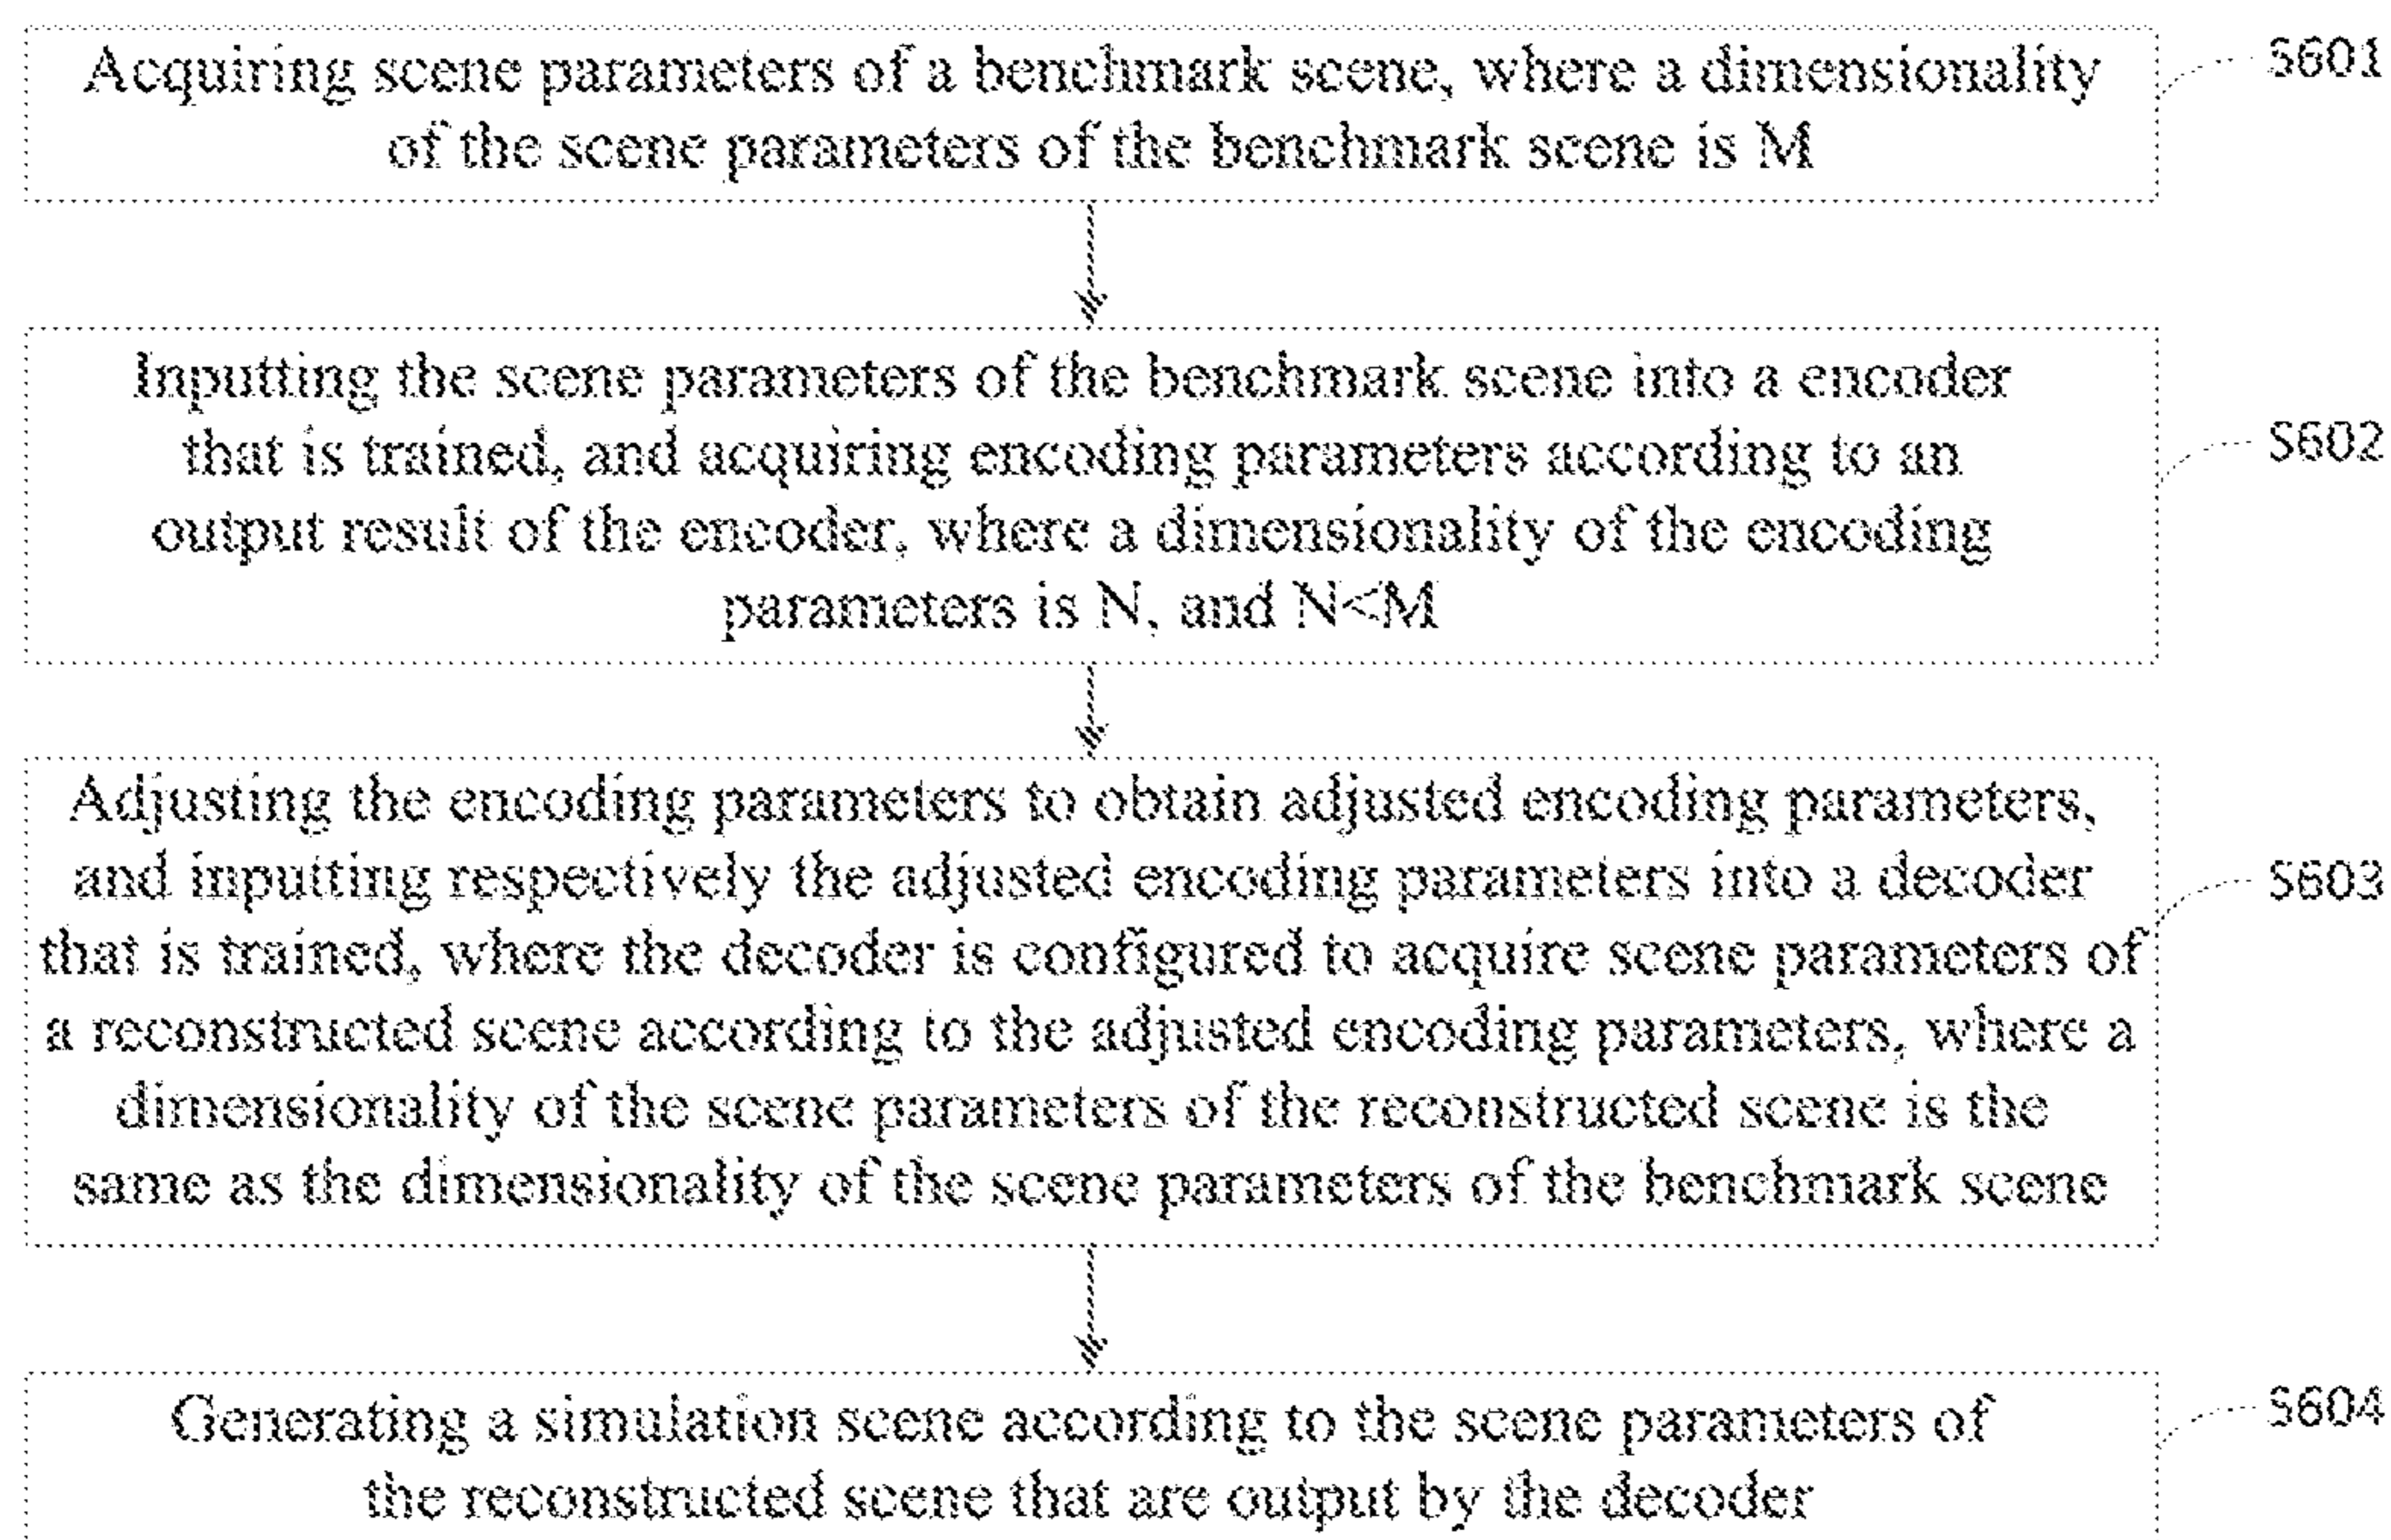 Acquiring scene parameters of a benchmark scene, where a dimensionality
of the scene parameters of the benchmark scene is M
S601
Inputting the scene parameters of the benchmark scene into a encoder
that is trained, and acquiring encoding parameters according to an
output result of the encoder, where a dimensionality of the encoding
parameters is N, and N<M
S602
Adjusting the encoding parameters to obtain adjusted encoding parameters,
and inputting respectively the adjusted encoding parameters into a decoder
that is trained, where the decoder is configured to acquire scene parameters of
a reconstructed scene according to the adjusted encoding parameters, where a
dimensionality of the scene parameters of the reconstructed scene is the
same as the dimensionality of the scene parameters of the benchmark scene
S603
Generating a simulation scene according to the scene parameters of
the reconstructed scene that are output by the decoder
S604